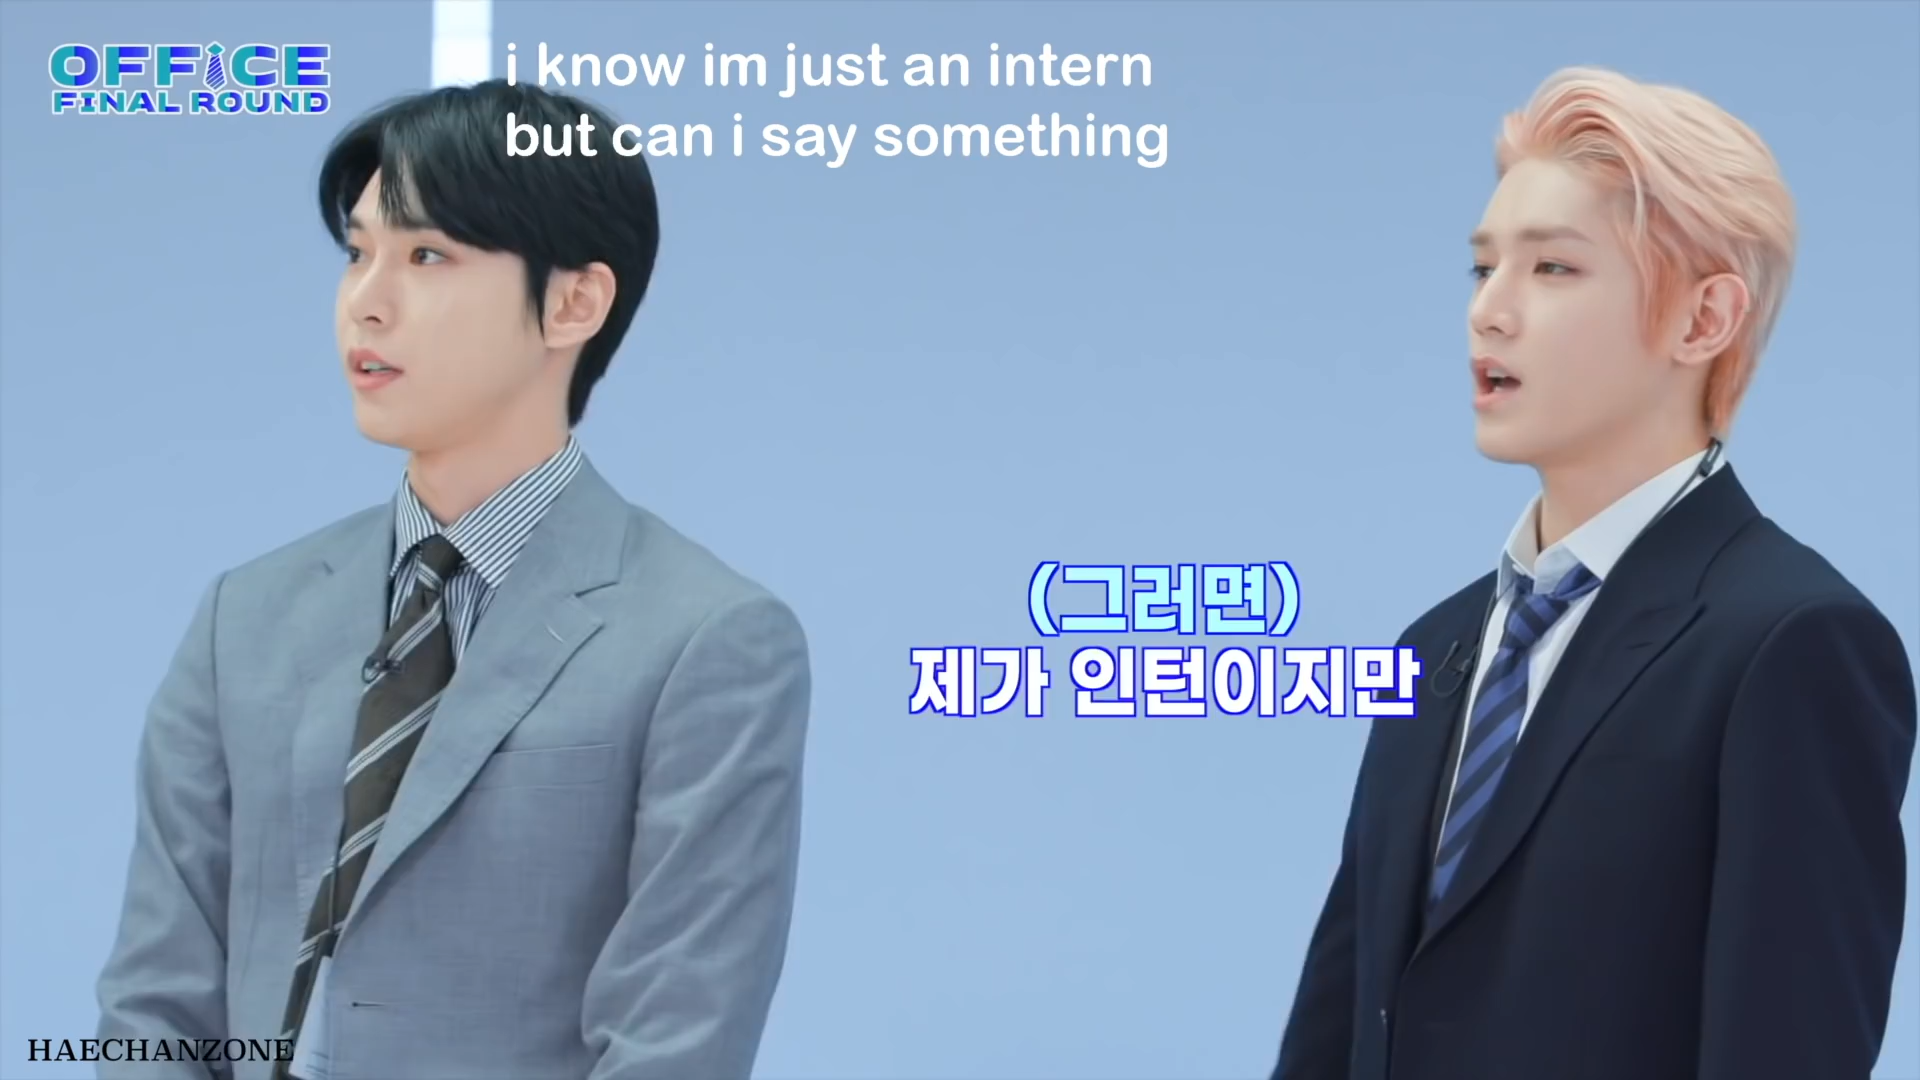 OFFICE
FINAL ROUND
i know im just an intern
but can i say something
(그러면)
제가 인턴이지만
HAECHANZONE